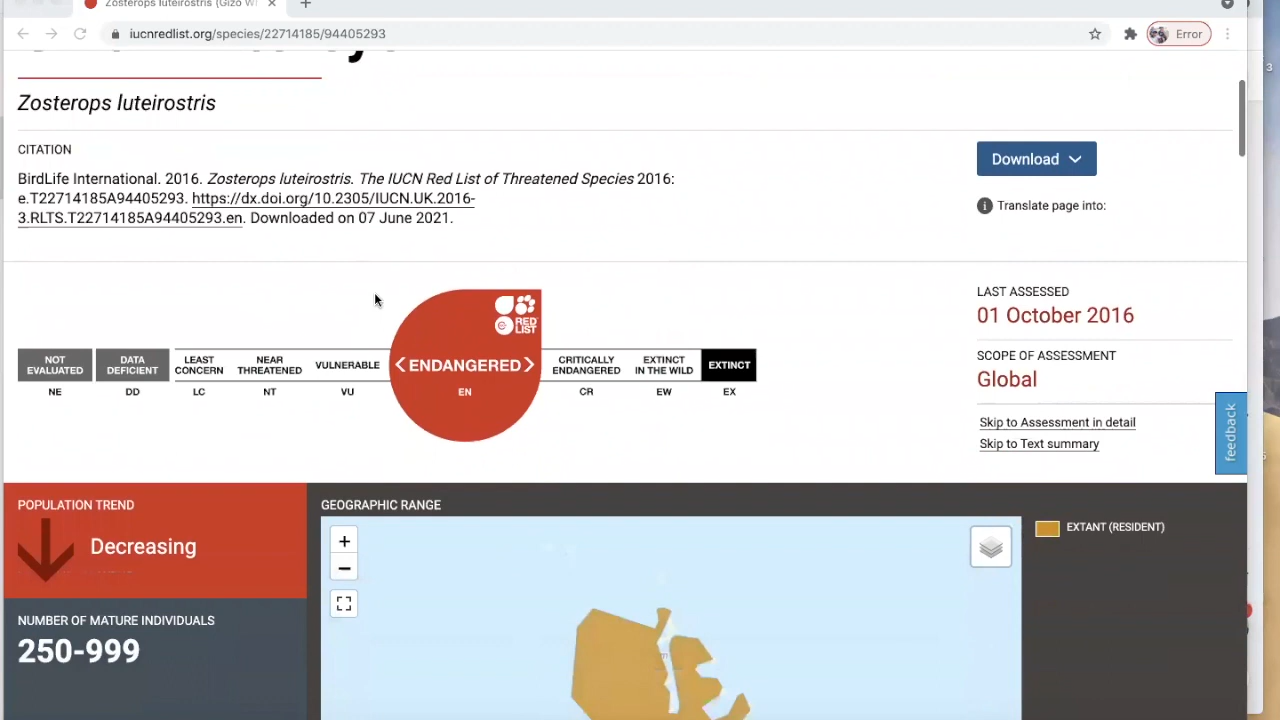 Zosterops luteirostris (Gizo W
iucnredlist.org/species/22714185/94405293
Error
Zosterops luteirostris
CITATION
BirdLife International. 2016. Zosterops luteirostris. The IUCN Red List of Threatened Species 2016:
e.T22714185A94405293. https://dx.doi.org/10.2305/IUCN.UK.2016-
3.RLTS.T22714185A94405293.en. Downloaded on 07 June 2021.
Download
Translate page into:
LAST ASSESSED
01 October 2016
SCOPE OF ASSESSMENT
Global
Skip to Assessment in detail
Skip to Text summary
feedback
RED
LIST
NOT
EVALUATED
DATA
DEFICIENT
LEAST
CONCERN
NEAR
THREATENED
VULNERABLE
<ENDANGERED>
CRITICALLY
ENDANGERED
EXTINCT
IN THE WILD
EXTINCT
NE
DD
LC
NT
VU
EN
CR
EW
EX
POPULATION TREND
Decreasing
NUMBER OF MATURE INDIVIDUALS
250-999
GEOGRAPHIC RANGE
+
−
EXTANT (RESIDENT)
3